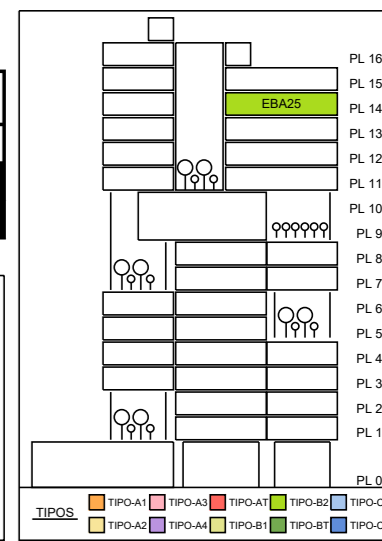 PL 16
PL 15
EBA25 PL 14
PL 13
PL 12
PL 11
PL 10
PL 9
PL 8
PL 7
PL 6
PL 5
PL 4
PL 3
PL 2
PL 1
PL 0
TIPOS TIPO-A1 TIPO-A3 TIPO-AT TIPO-B2
TIPO-A2 TIPO-A4 TIPO-B1 TIPO-BT